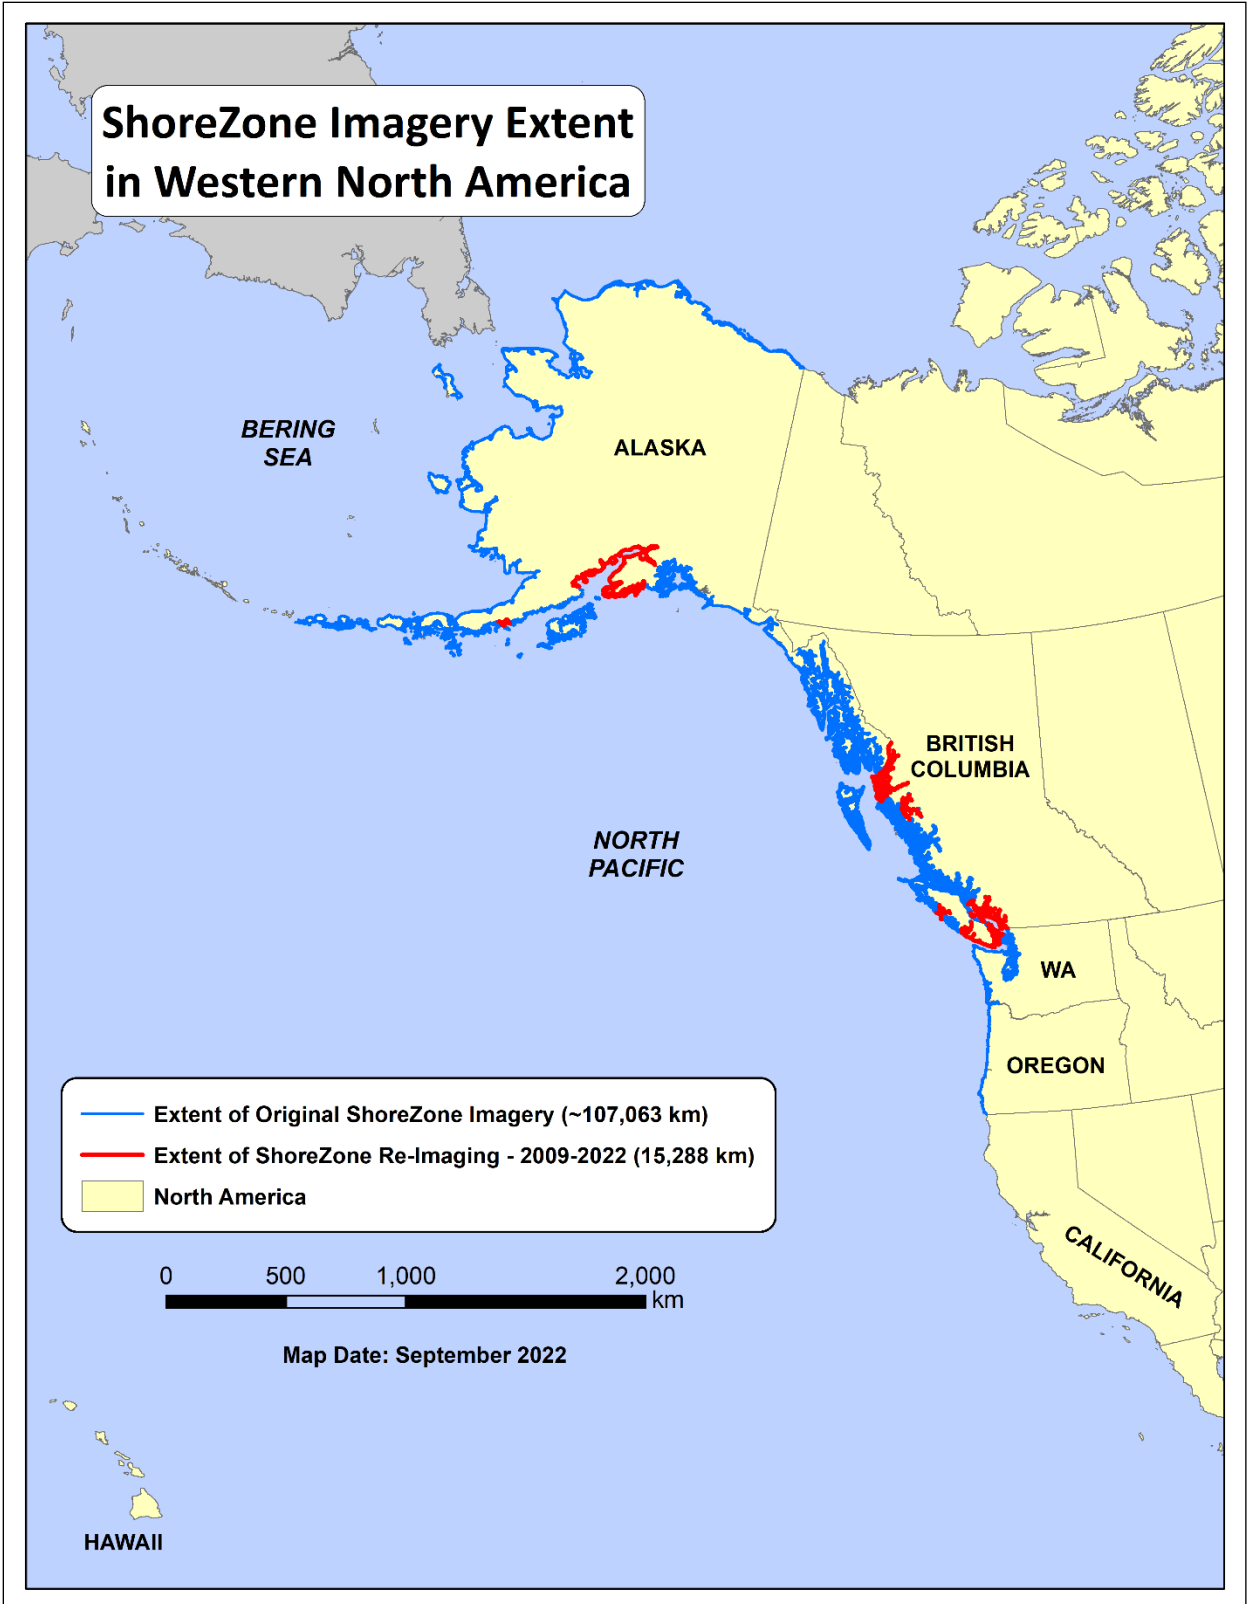 ShoreZone Imagery Extent
in Western North America
BERING
SEA
ALASKA
BRITISH
COLUMBIA
NORTH
PACIFIC
WA
OREGON
CALIFORNIA
Extent of Original ShoreZone Imagery (~107,063 km)
Extent of ShoreZone Re-Imaging - 2009-2022 (15,288 km)
North America
0 500 1,000 2,000
km
Map Date: September 2022
HAWAII